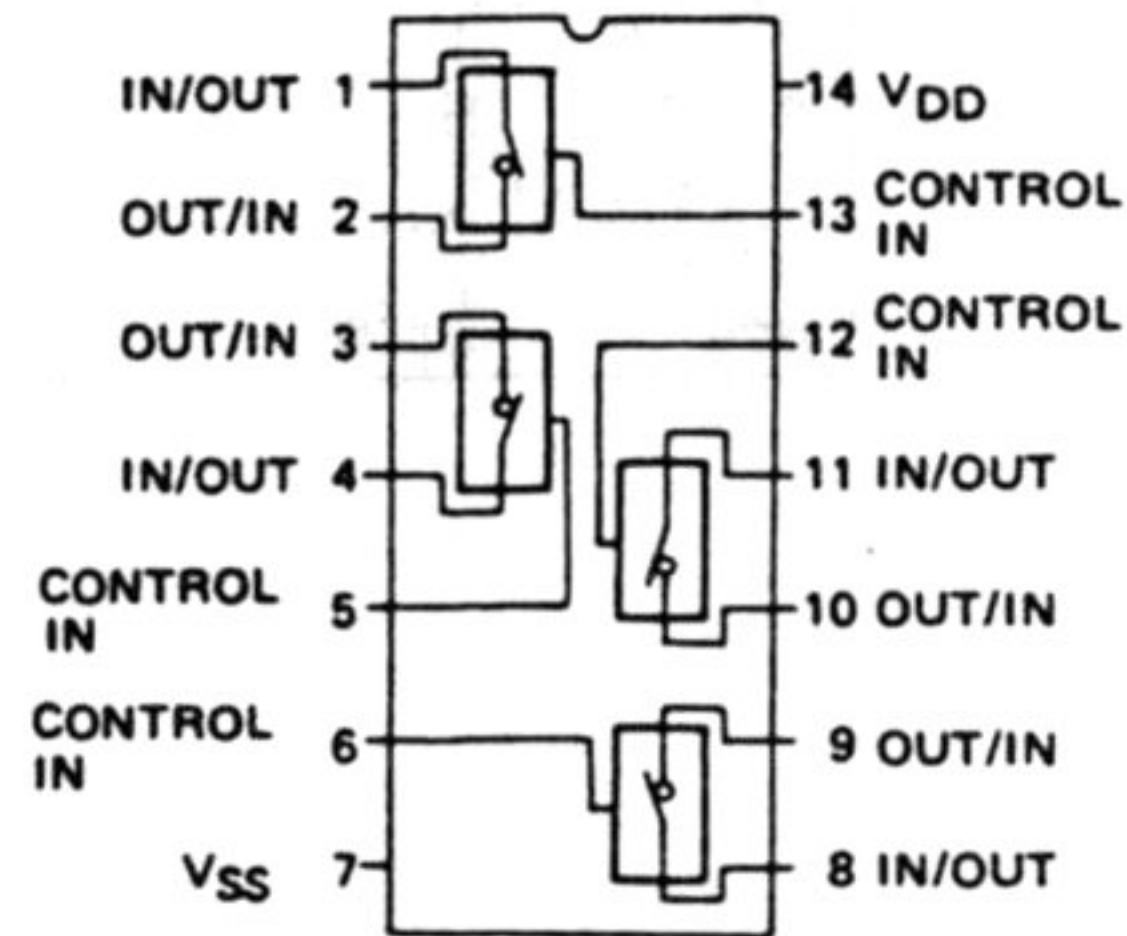 IN/OUT 1
14 VDD
OUT/IN 2
13 CONTROL
IN
OUT/IN 3
12 CONTROL
IN
IN/OUT 4
11 IN/OUT
CONTROL
IN 5
10 OUT/IN
CONTROL
IN 6
9 OUT/IN
VSS 7
8 IN/OUT